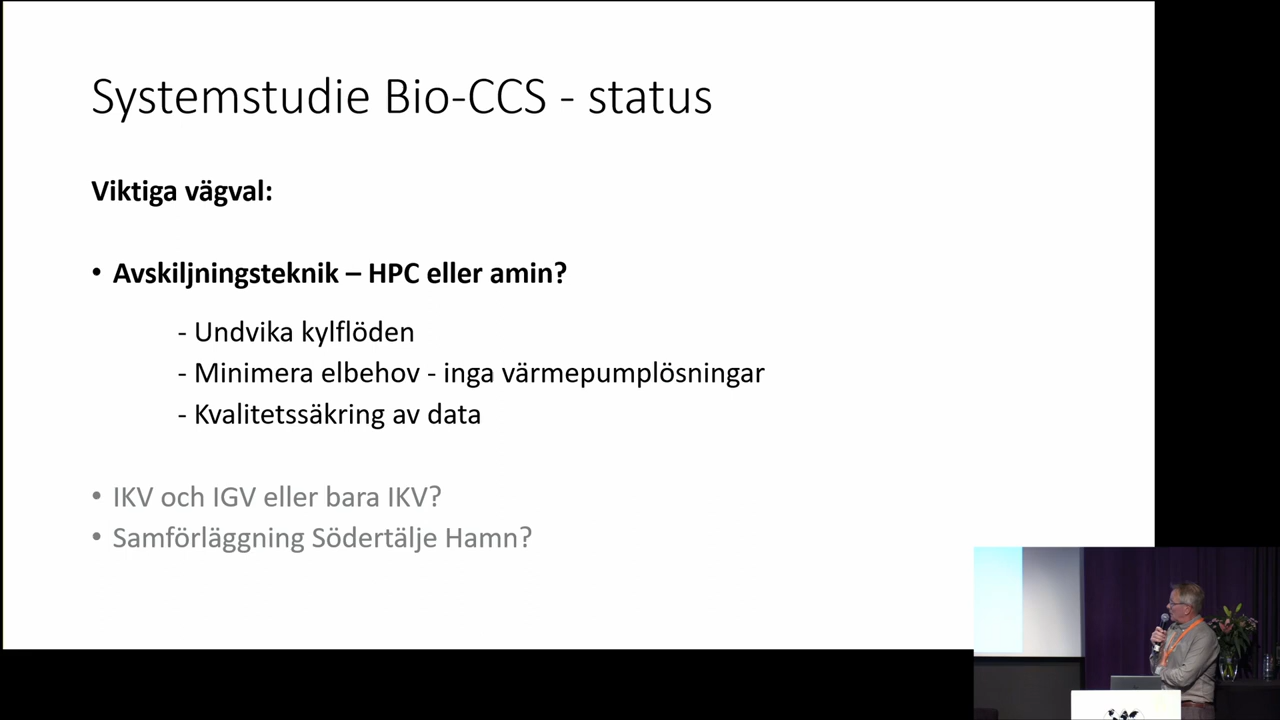 Systemstudie Bio-CCS - status
Viktiga vägval:
• Avskiljningsteknik – HPC eller amin?
- Undvika kylflöden
- Minimera elbehov - inga värmepumplösningar
- Kvalitetssäkring av data
• IKV och IGV eller bara IKV?
• Samförläggning Södertälje Hamn?